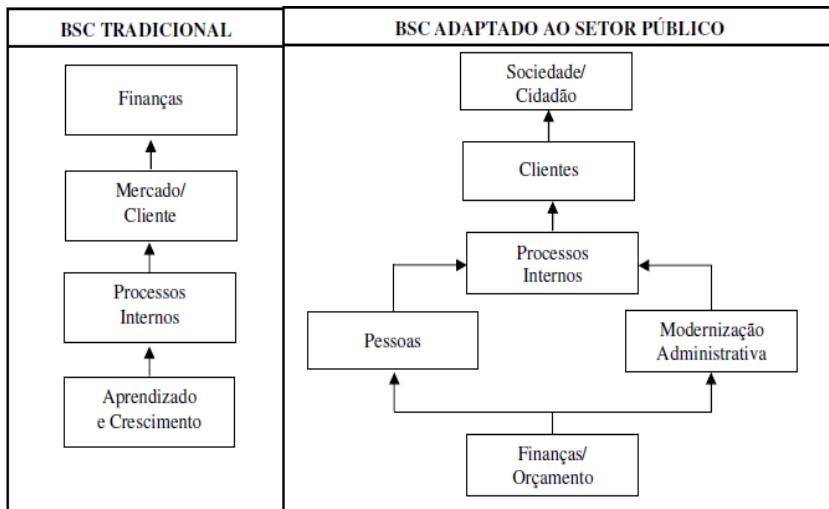 BSC TRADICIONAL
Finanças
Mercado/
Cliente
Processos
Internos
Aprendizado
e Crescimento
BSC ADAPTADO AO SETOR PÚBLICO
Sociedade/
Cidadão
Clientes
Processos
Internos
Pessoas
Modernização
Administrativa
Finanças/
Orçamento